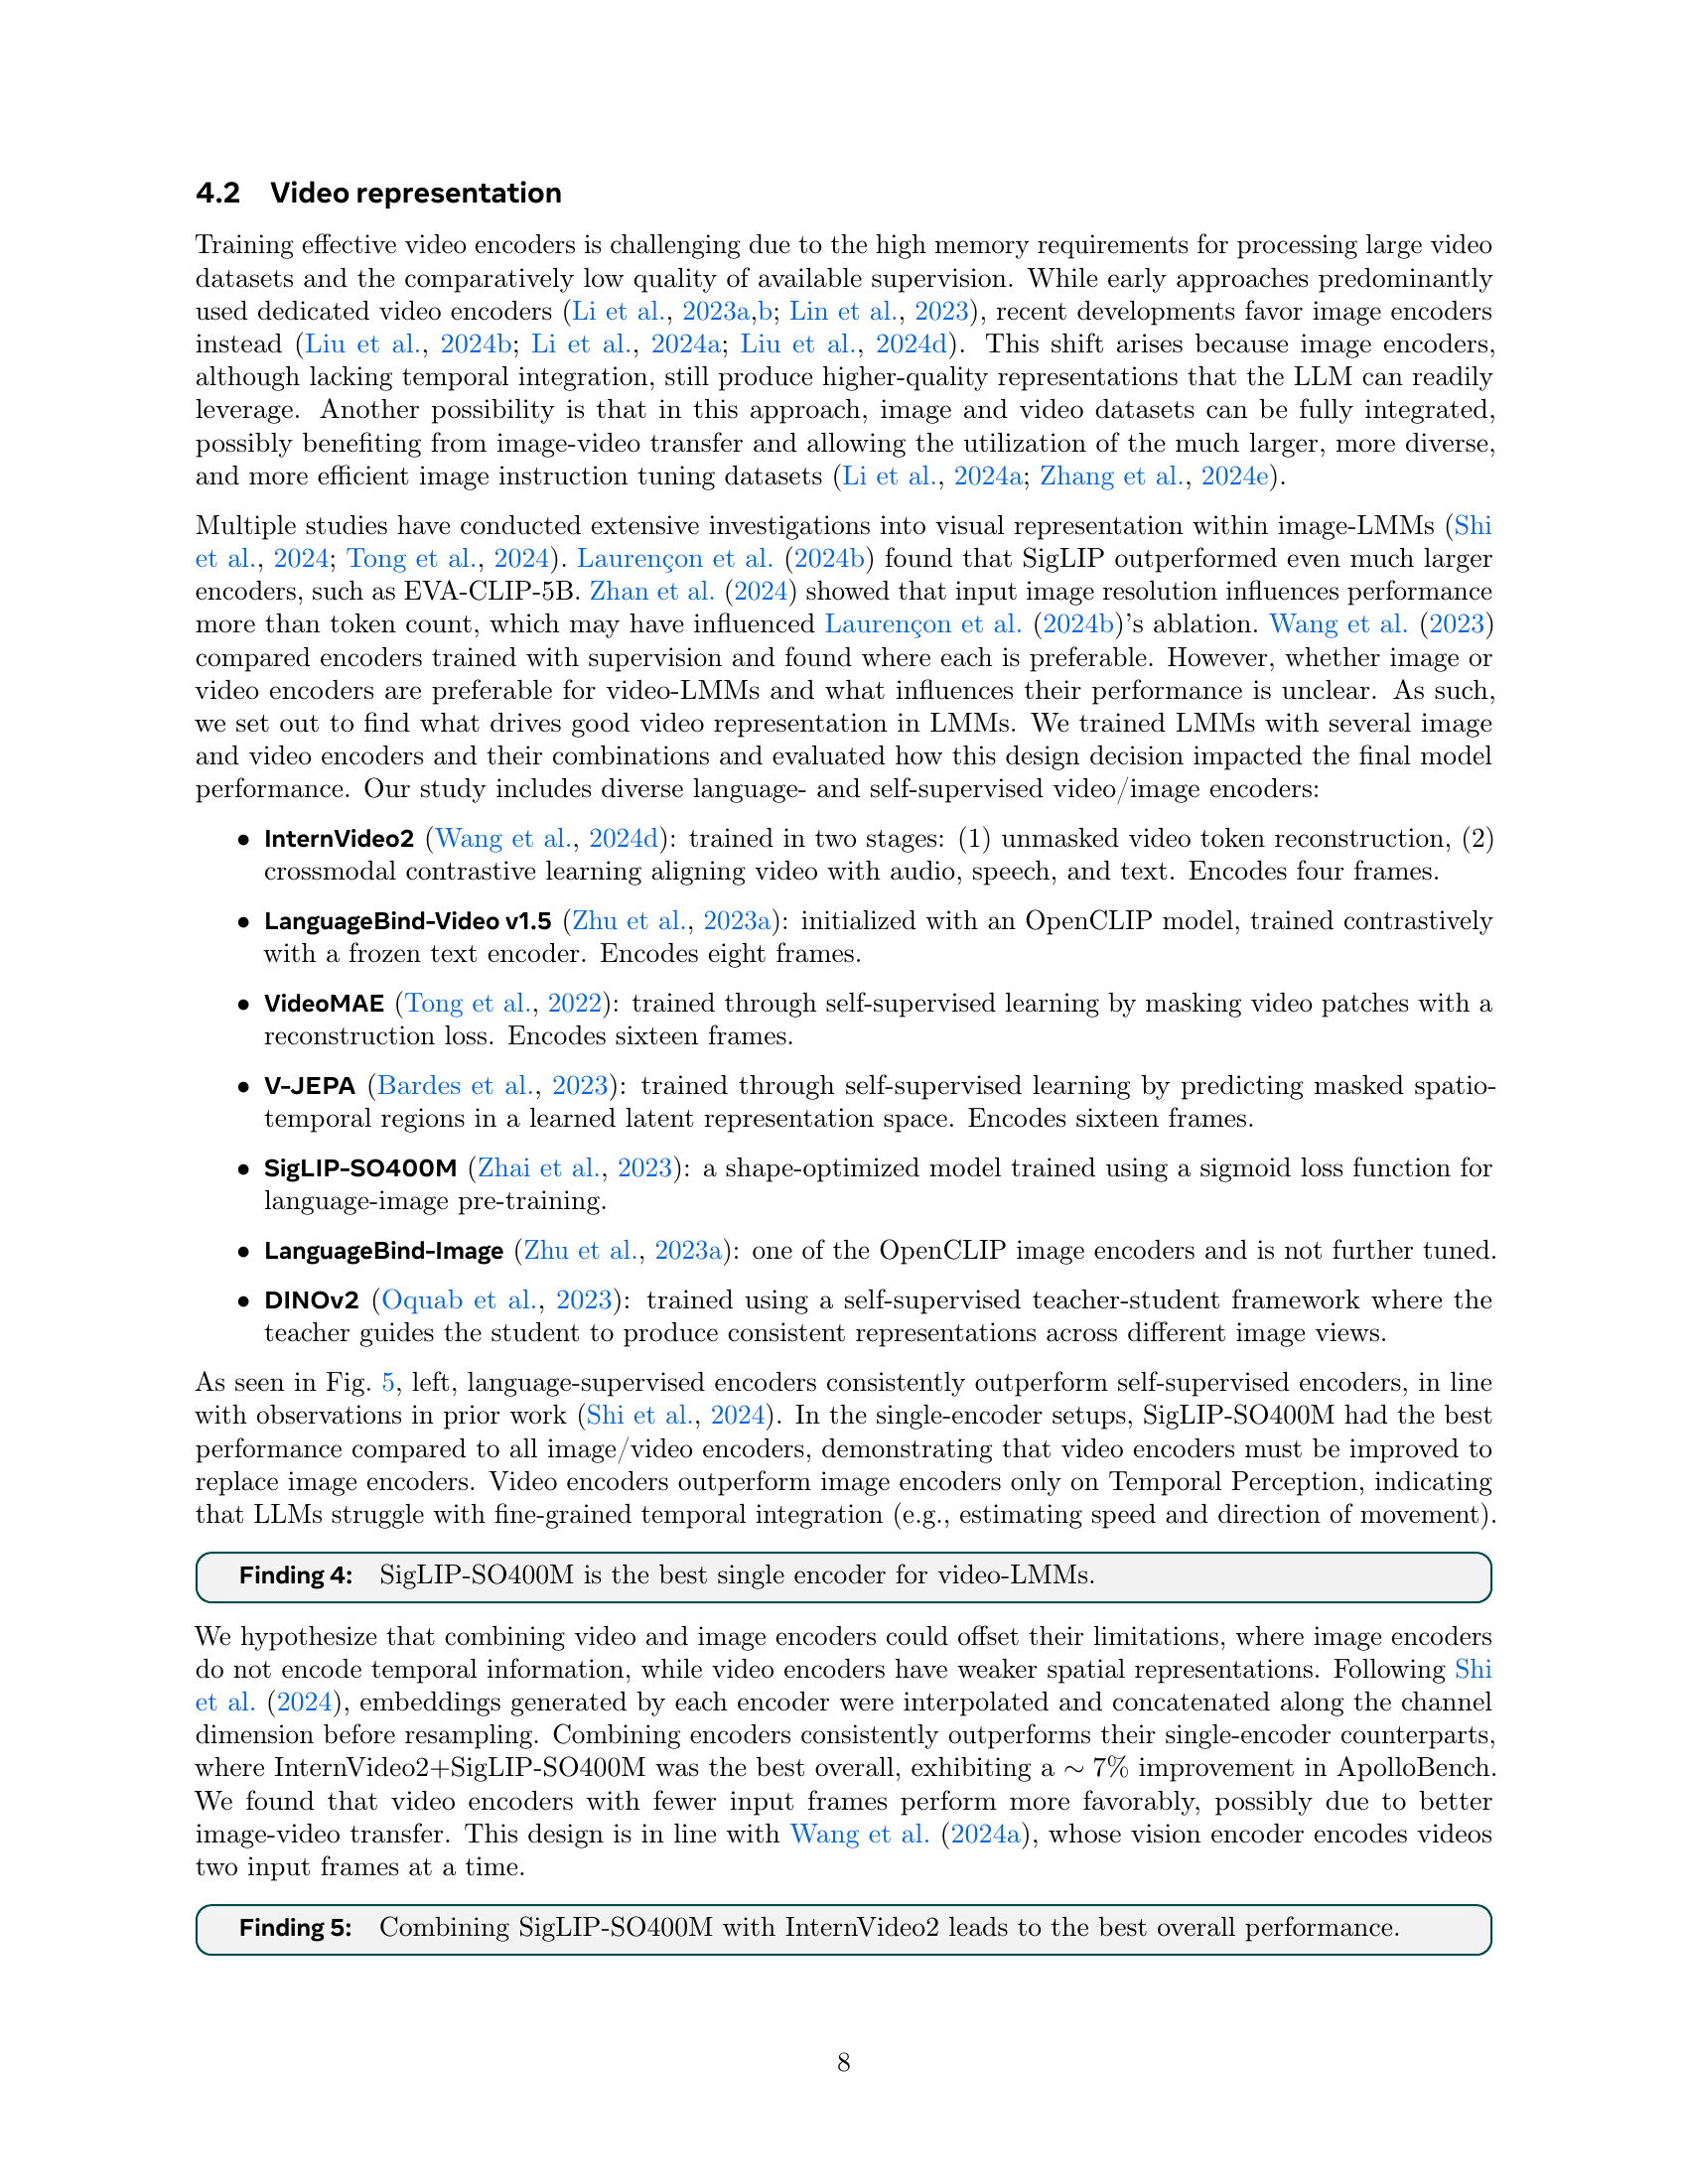 4.2 Video representation
Training effective video encoders is challenging due to the high memory requirements for processing large video
datasets and the comparatively low quality of available supervision. While early approaches predominantly
used dedicated video encoders (Li et al., 2023a,b; Lin et al., 2023), recent developments favor image encoders
instead (Liu et al., 2024b; Li et al., 2024a; Liu et al., 2024d). This shift arises because image encoders,
although lacking temporal integration, still produce higher-quality representations that the LLM can readily
leverage. Another possibility is that in this approach, image and video datasets can be fully integrated,
possibly benefiting from image-video transfer and allowing the utilization of the much larger, more diverse,
and more efficient image instruction tuning datasets (Li et al., 2024a; Zhang et al., 2024e).
Multiple studies have conducted extensive investigations into visual representation within image-LMMs (Shi
et al., 2024; Tong et al., 2024). Laurençon et al. (2024b) found that SigLIP outperformed even much larger
encoders, such as EVA-CLIP-5B. Zhan et al. (2024) showed that input image resolution influences performance
more than token count, which may have influenced Laurençon et al. (2024b)'s ablation. Wang et al. (2023)
compared encoders trained with supervision and found where each is preferable. However, whether image or
video encoders are preferable for video-LMMs and what influences their performance is unclear. As such,
we set out to find what drives good video representation in LMMs. We trained LMMs with several image
and video encoders and their combinations and evaluated how this design decision impacted the final model
performance. Our study includes diverse language- and self-supervised video/image encoders:
• InternVideo2 (Wang et al., 2024d): trained in two stages: (1) unmasked video token reconstruction, (2)
crossmodal contrastive learning aligning video with audio, speech, and text. Encodes four frames.
• LanguageBind-Video v1.5 (Zhu et al., 2023a): initialized with an OpenCLIP model, trained contrastively
with a frozen text encoder. Encodes eight frames.
• VideoMAE (Tong et al., 2022): trained through self-supervised learning by masking video patches with a
reconstruction loss. Encodes sixteen frames.
• V-JEPA (Bardes et al., 2023): trained through self-supervised learning by predicting masked spatio-
temporal regions in a learned latent representation space. Encodes sixteen frames.
• SigLIP-SO400M (Zhai et al., 2023): a shape-optimized model trained using a sigmoid loss function for
language-image pre-training.
• LanguageBind-Image (Zhu et al., 2023a): one of the OpenCLIP image encoders and is not further tuned.
• DINOv2 (Oquab et al., 2023): trained using a self-supervised teacher-student framework where the
teacher guides the student to produce consistent representations across different image views.
As seen in Fig. 5, left, language-supervised encoders consistently outperform self-supervised encoders, in line
with observations in prior work (Shi et al., 2024). In the single-encoder setups, SigLIP-SO400M had the best
performance compared to all image/video encoders, demonstrating that video encoders must be improved to
replace image encoders. Video encoders outperform image encoders only on Temporal Perception, indicating
that LLMs struggle with fine-grained temporal integration (e.g., estimating speed and direction of movement).
Finding 4: SigLIP-SO400M is the best single encoder for video-LMMs.
We hypothesize that combining video and image encoders could offset their limitations, where image encoders
do not encode temporal information, while video encoders have weaker spatial representations. Following Shi
et al. (2024), embeddings generated by each encoder were interpolated and concatenated along the channel
dimension before resampling. Combining encoders consistently outperforms their single-encoder counterparts,
where InternVideo2+SigLIP-SO400M was the best overall, exhibiting a ∼ 7% improvement in ApolloBench.
We found that video encoders with fewer input frames perform more favorably, possibly due to better
image-video transfer. This design is in line with Wang et al. (2024a), whose vision encoder encodes videos
two input frames at a time.
Finding 5: Combining SigLIP-SO400M with InternVideo2 leads to the best overall performance.
8